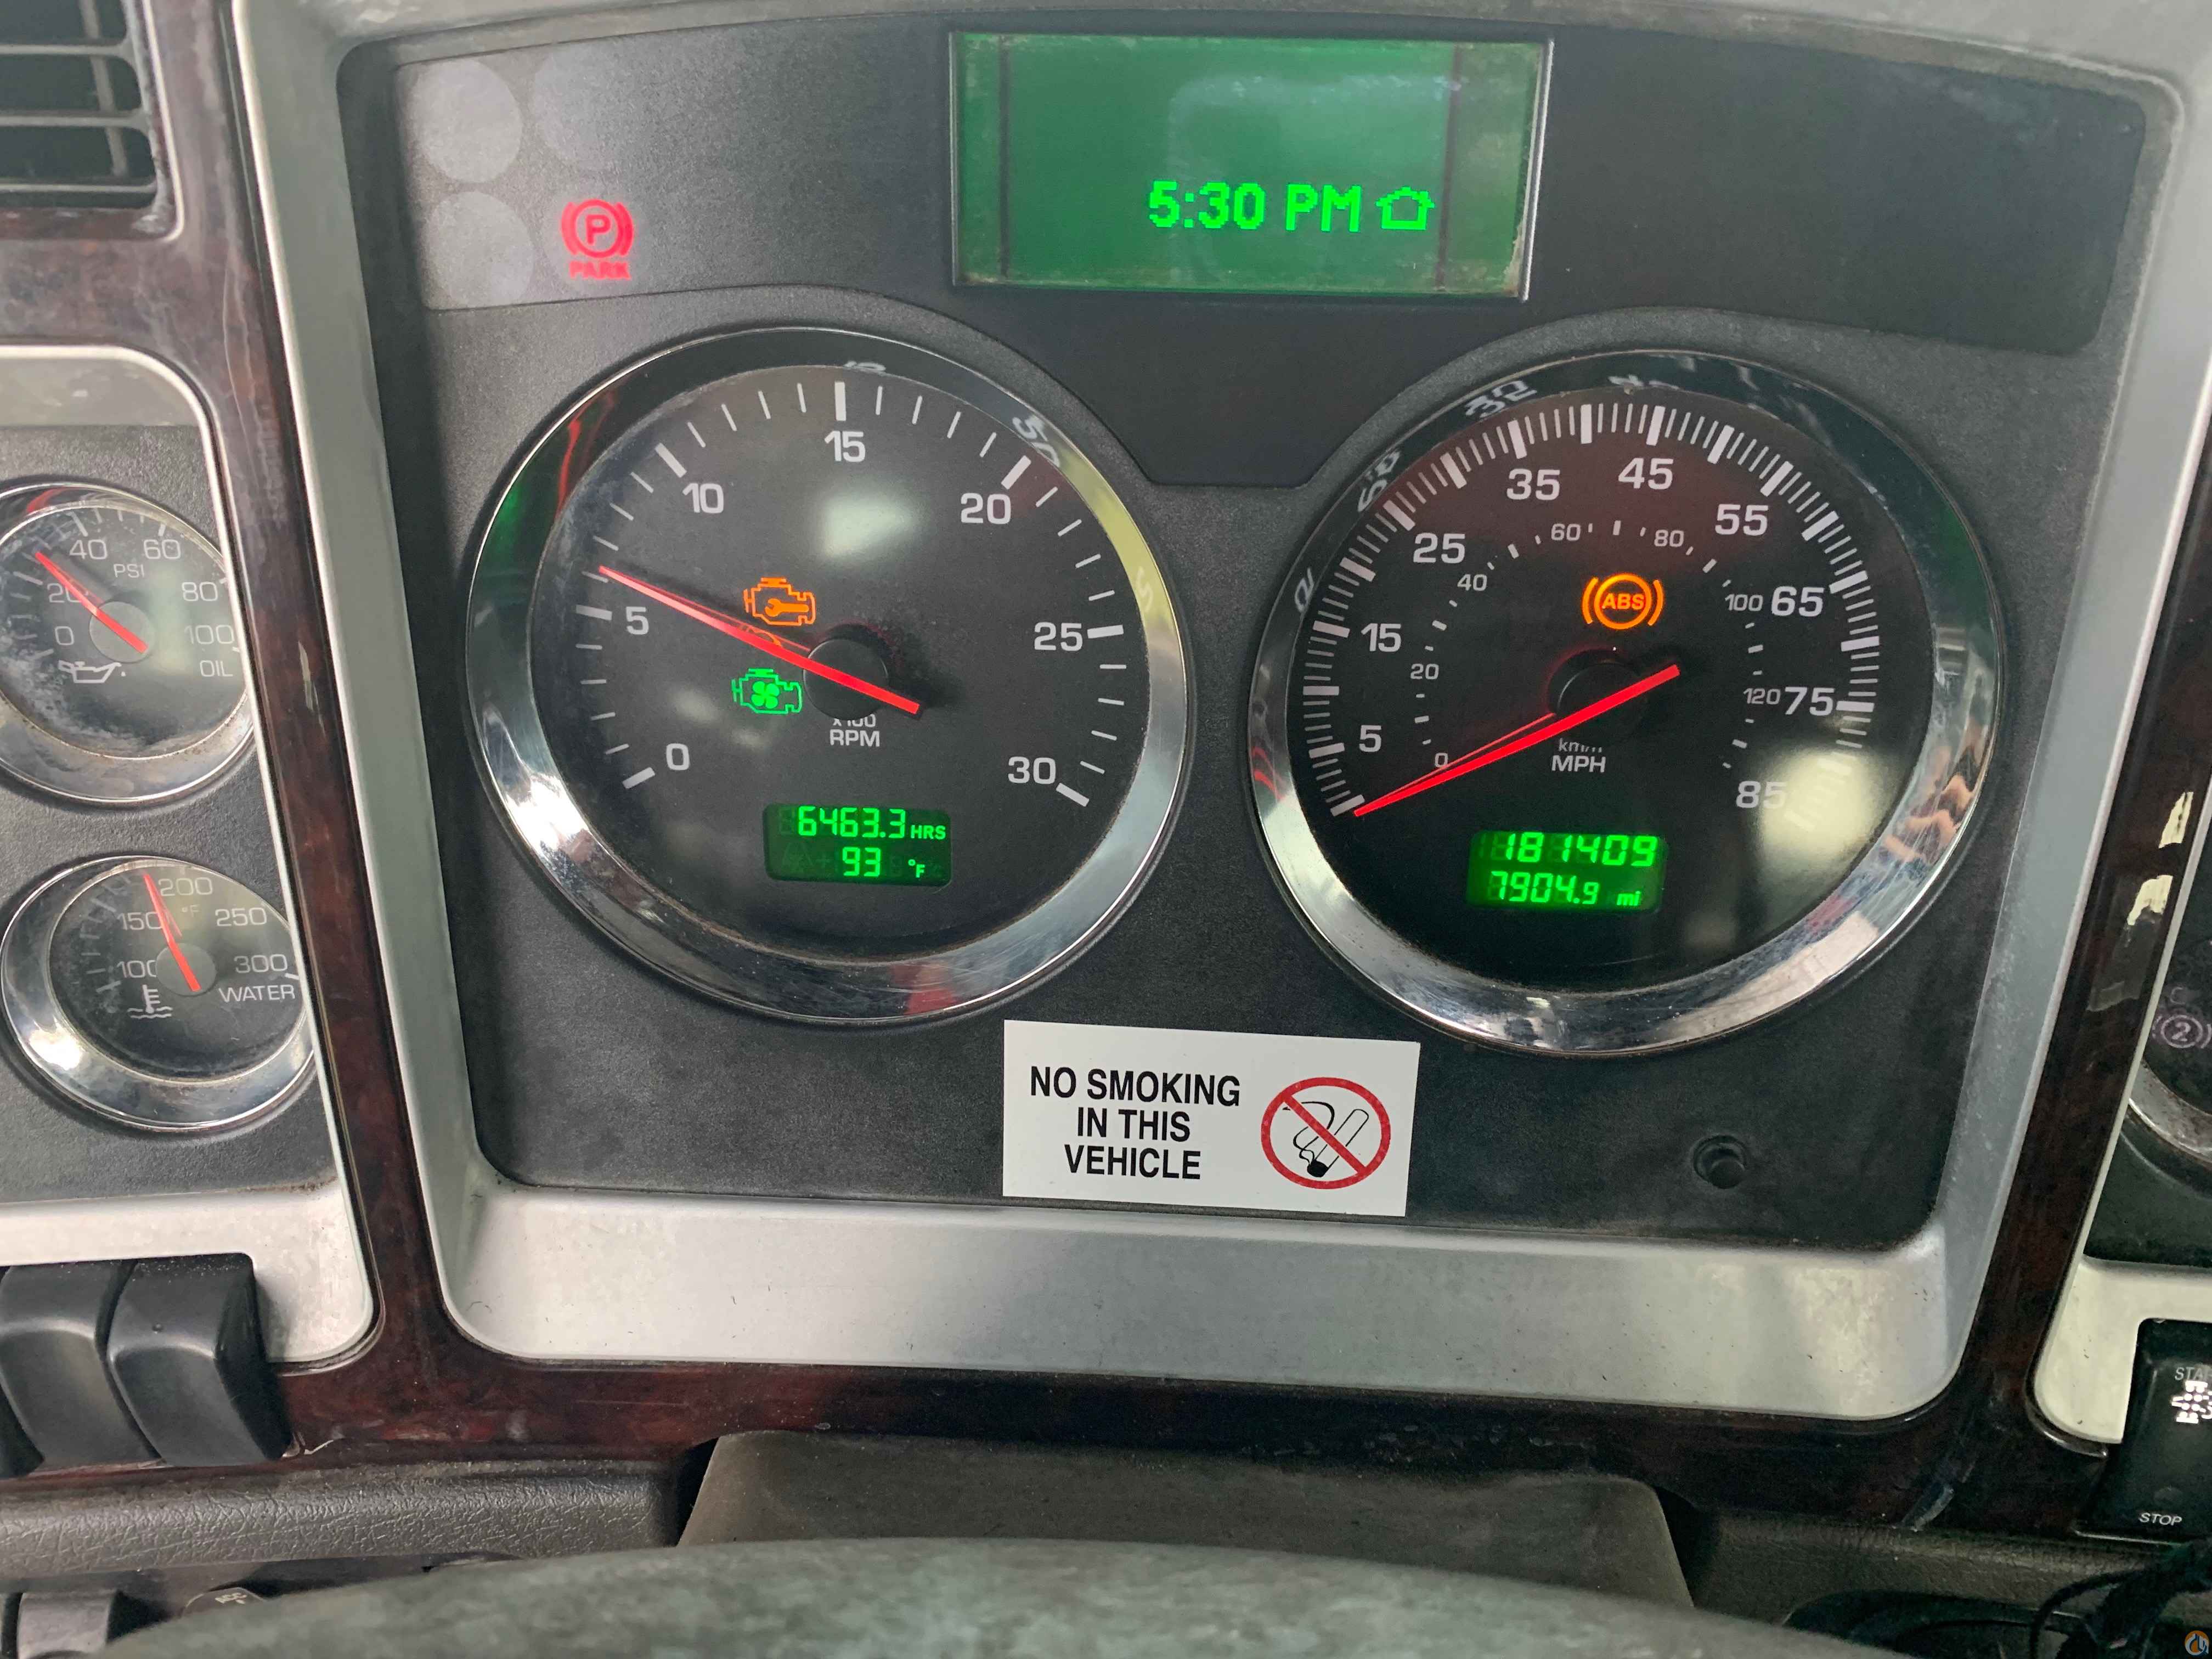 5:30 PM
P
PARK
40 60
PSI
20 80
0 100
OIL
15
10 20
5 25
x100
RPM
0 30
6463.3 HRS
93 °F
35 45
25 55
60 80
40
ABS
15 100 65
20
120 75
5
km/h
0 MPH
85
181409
7904.9 mi
200
°F
150 250
100 300
WATER
NO SMOKING
IN THIS
VEHICLE
2
STOP